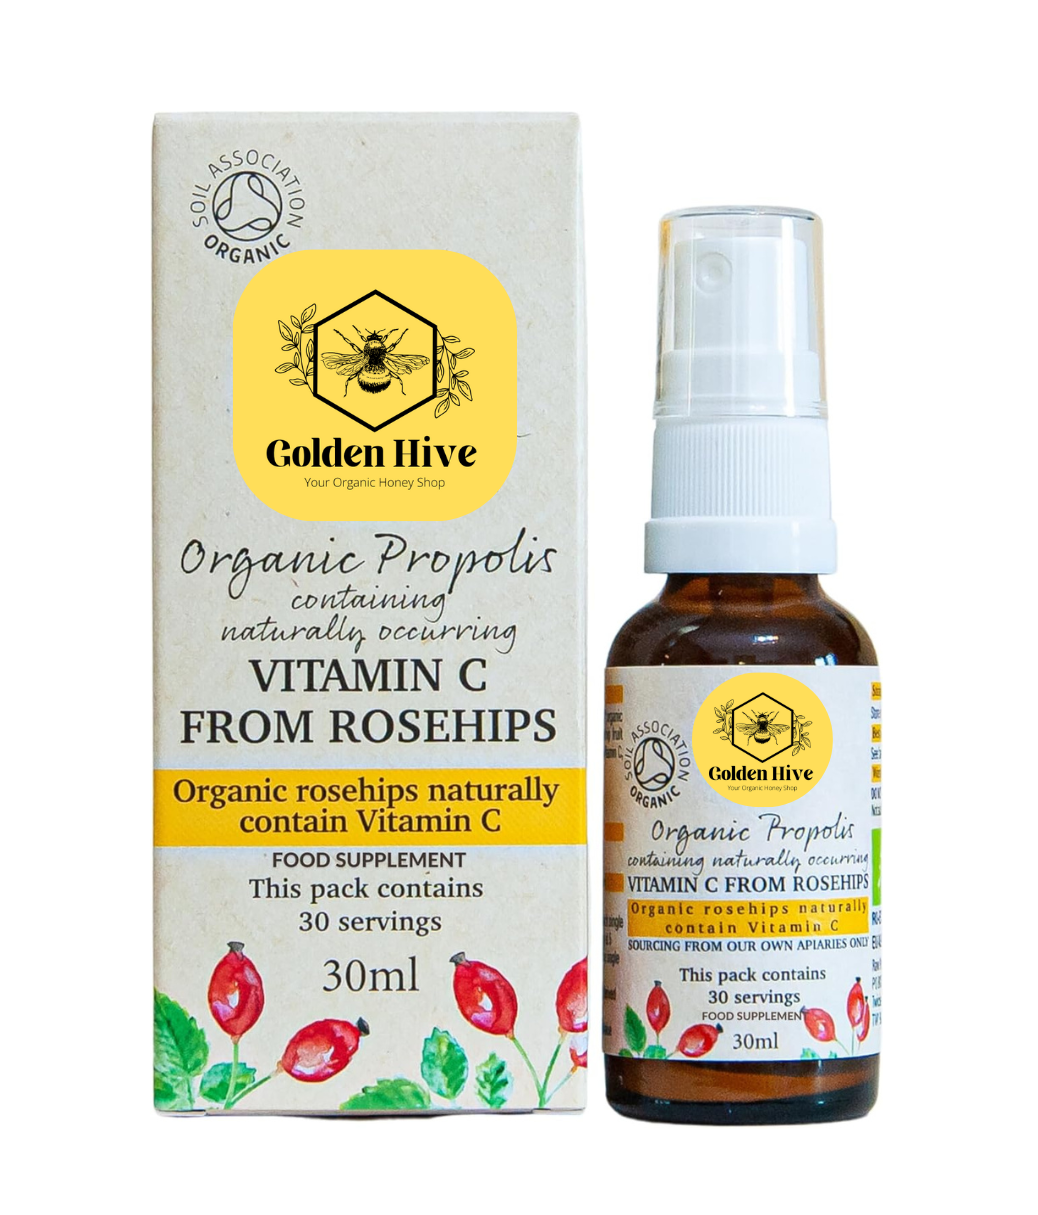 SOIL ASSOCIATION
ORGANIC
Golden Hive
Your Organic Honey Shop
Organic Propolis
containing
naturally occurring
VITAMIN C
FROM ROSEHIPS
Organic rosehips naturally
contain Vitamin C
FOOD SUPPLEMENT
This pack contains
30 servings
30ml
SOIL ASSOCIATION
ORGANIC
Golden Hive
Your Organic Honey Shop
Organic Propolis
containing naturally occurring
VITAMIN C FROM ROSEHIPS
Organic rosehips naturally
contain Vitamin C
SOURCING FROM OUR OWN APIARIES ONLY
This pack contains
30 servings
FOOD SUPPLEMENT
30ml